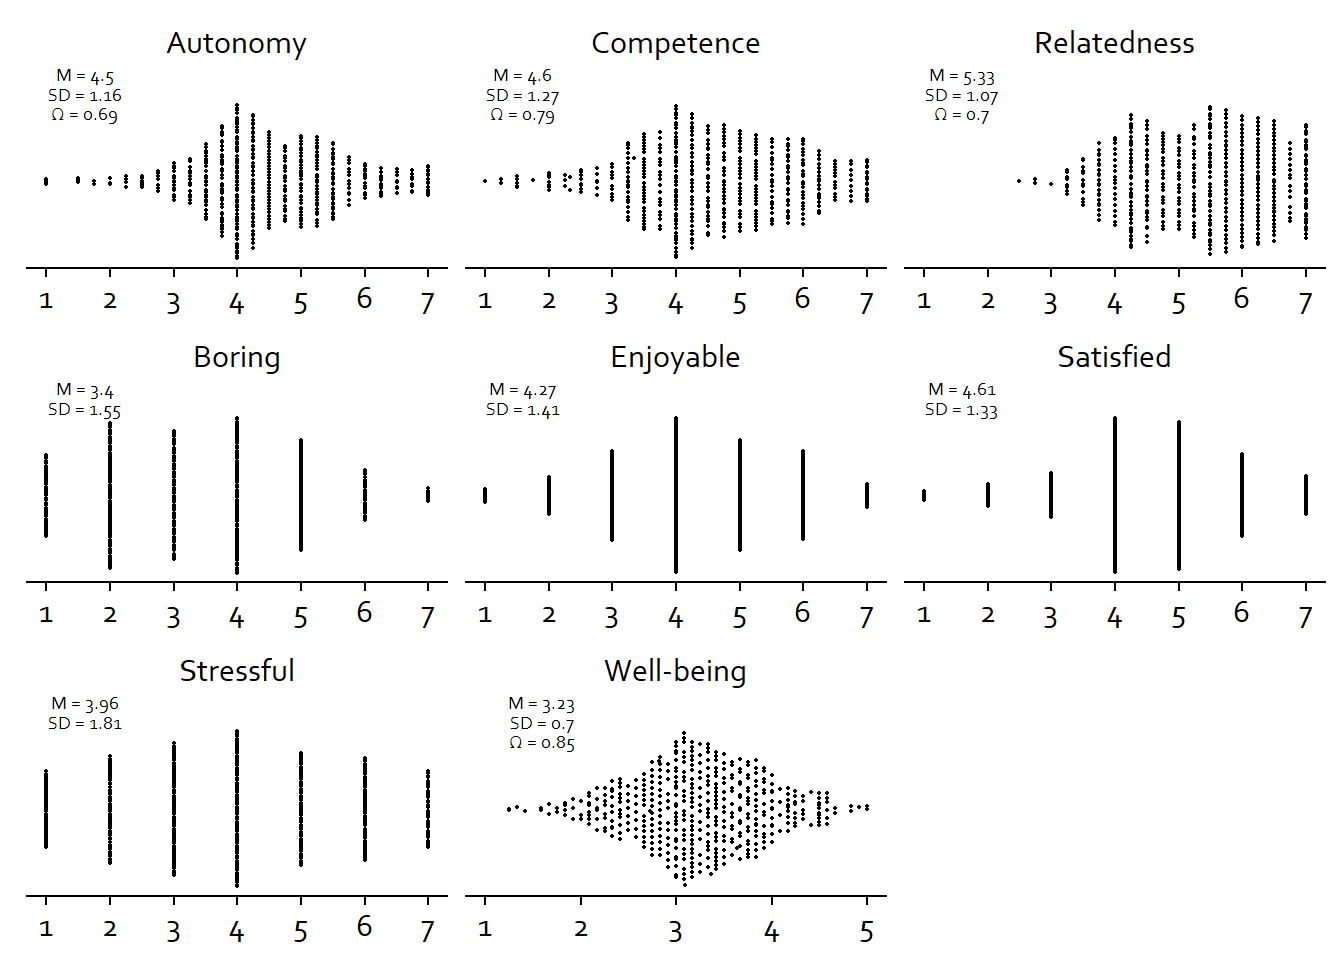 Autonomy
M = 4.5
SD = 1.16
Ω = 0.69
1 2 3 4 5 6 7
Competence
M = 4.6
SD = 1.27
Ω = 0.79
1 2 3 4 5 6 7
Relatedness
M = 5.33
SD = 1.07
Ω = 0.7
1 2 3 4 5 6 7
Boring
M = 3.4
SD = 1.55
1 2 3 4 5 6 7
Enjoyable
M = 4.27
SD = 1.41
1 2 3 4 5 6 7
Satisfied
M = 4.61
SD = 1.33
1 2 3 4 5 6 7
Stressful
M = 3.96
SD = 1.81
1 2 3 4 5 6 7
Well-being
M = 3.23
SD = 0.7
Ω = 0.85
1 2 3 4 5